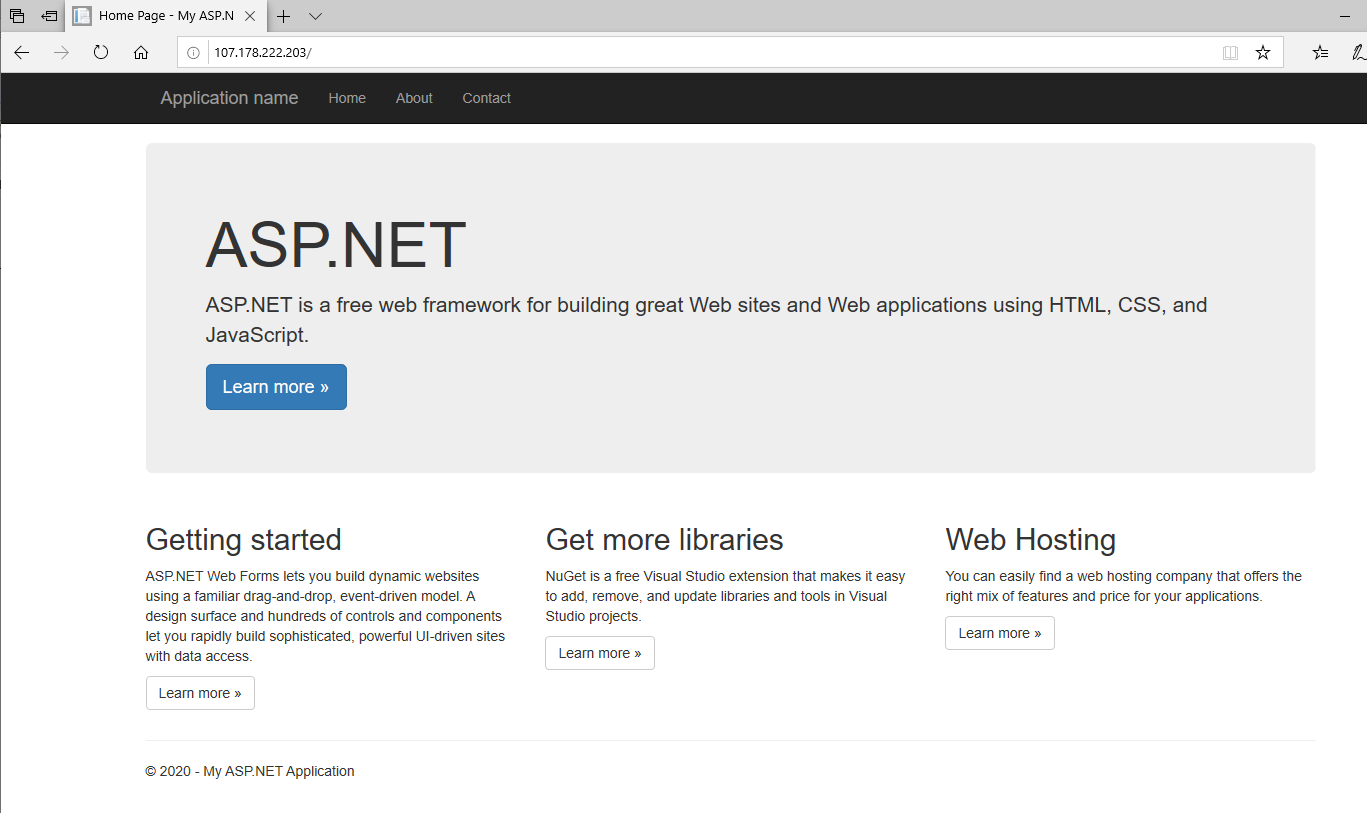 Home Page - My ASP.N
107.178.222.203/
Application name Home About Contact
ASP.NET
ASP.NET is a free web framework for building great Web sites and Web applications using HTML, CSS, and
JavaScript.
Learn more »
Getting started
ASP.NET Web Forms lets you build dynamic websites
using a familiar drag-and-drop, event-driven model. A
design surface and hundreds of controls and components
let you rapidly build sophisticated, powerful UI-driven sites
with data access.
Learn more »
Get more libraries
NuGet is a free Visual Studio extension that makes it easy
to add, remove, and update libraries and tools in Visual
Studio projects.
Learn more »
Web Hosting
You can easily find a web hosting company that offers the
right mix of features and price for your applications.
Learn more »
© 2020 - My ASP.NET Application